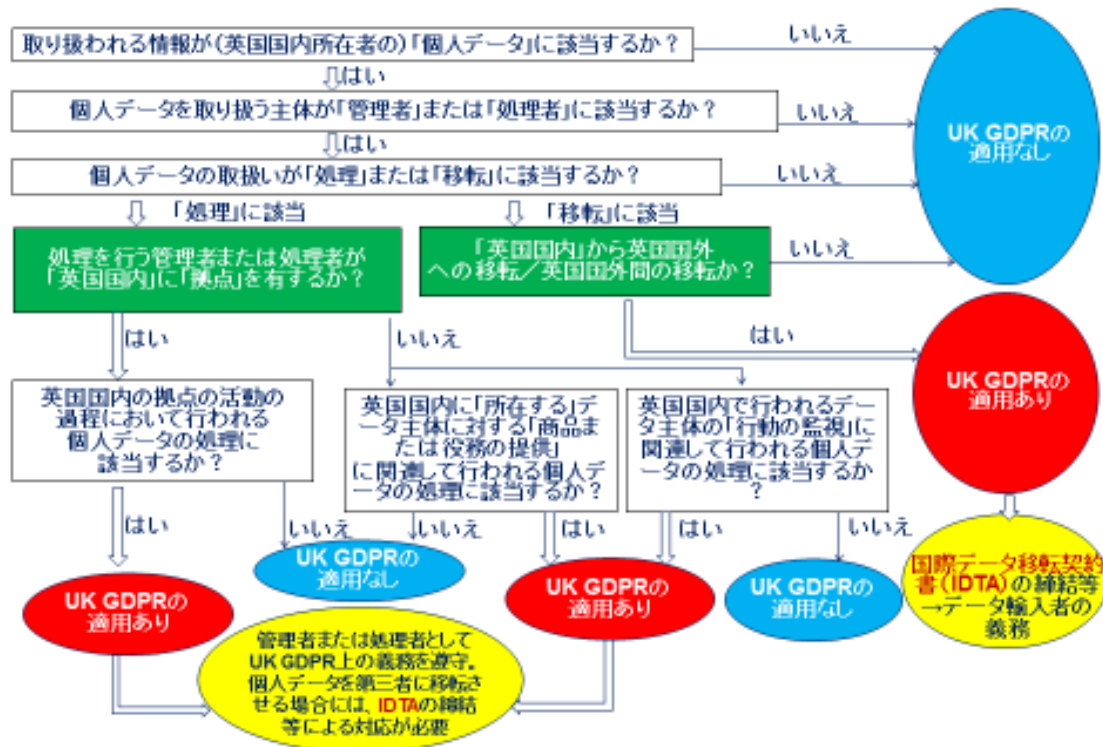 取り扱われる情報が(英国国内所在者の)「個人データ」に該当するか？
いいえ
はい
個人データを取り扱う主体が「管理者」または「処理者」に該当するか？
いいえ
はい
個人データの取扱いが「処理」または「移転」に該当するか？
いいえ
UK GDPRの
適用なし
「処理」に該当
「移転」に該当
処理を行う管理者または処理者が
「英国国内」に「拠点」を有するか？
「英国国内」から英国国外
への移転／英国国外間の移転か？
いいえ
はい
いいえ
はい
UK GDPRの
適用あり
英国国内の拠点の活動の
過程において行われる
個人データの処理に
該当するか？
英国国内に「所在する」デ
ータ主体に対する「商品ま
たは役務の提供」
に関連して行われる個人デ
ータの処理に該当するか？
英国国内で行われるデー
タ主体の「行動の監視」に
関連して行われる個人デ
ータの処理に該当するか
？
はい
いいえ
いいえ
はい
はい
いいえ
UK GDPRの
適用なし
UK GDPRの
適用あり
UK GDPRの
適用あり
UK GDPRの
適用なし
国際データ移転契約
書(IDTA)の締結等
→データ輸入者の
義務
管理者または処理者として
UK GDPR上の義務を遵守。
個人データを第三者に移転さ
せる場合には、IDTAの締結
等による対応が必要